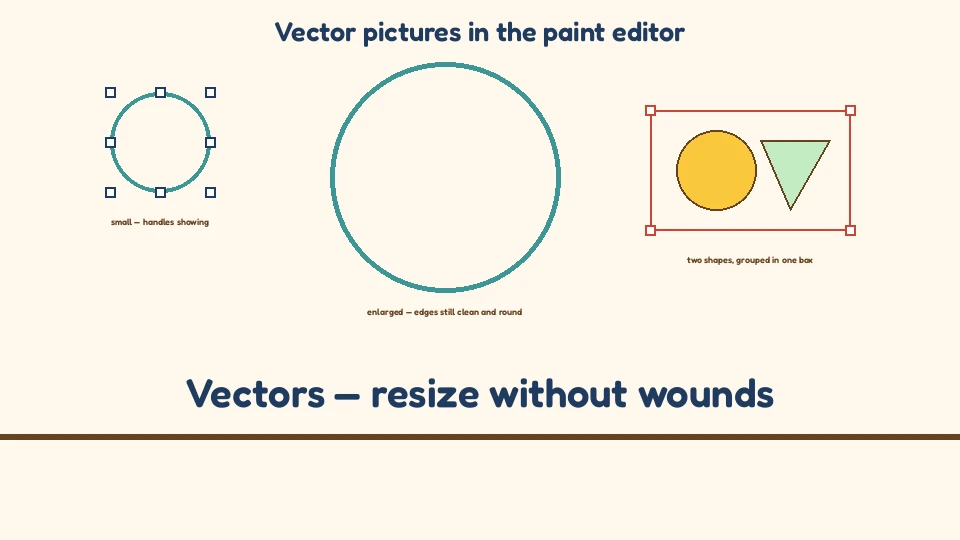 Vector pictures in the paint editor
small — handles showing
two shapes, grouped in one box
enlarged — edges still clean and round
Vectors — resize without wounds